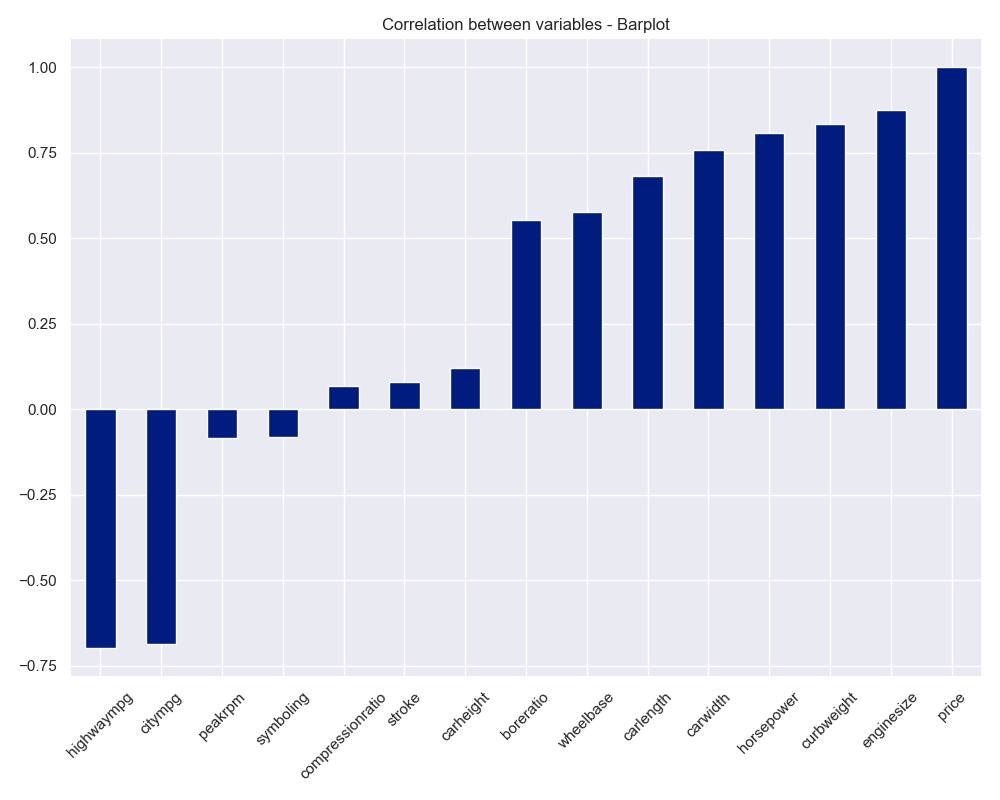 Correlation between variables - Barplot
1.00
0.75
0.50
0.25
0.00
−0.25
−0.50
−0.75
highwaympg
citympg
peakrpm
symboling
compressionratio
stroke
carheight
boreratio
wheelbase
carlength
carwidth
horsepower
curbweight
enginesize
price